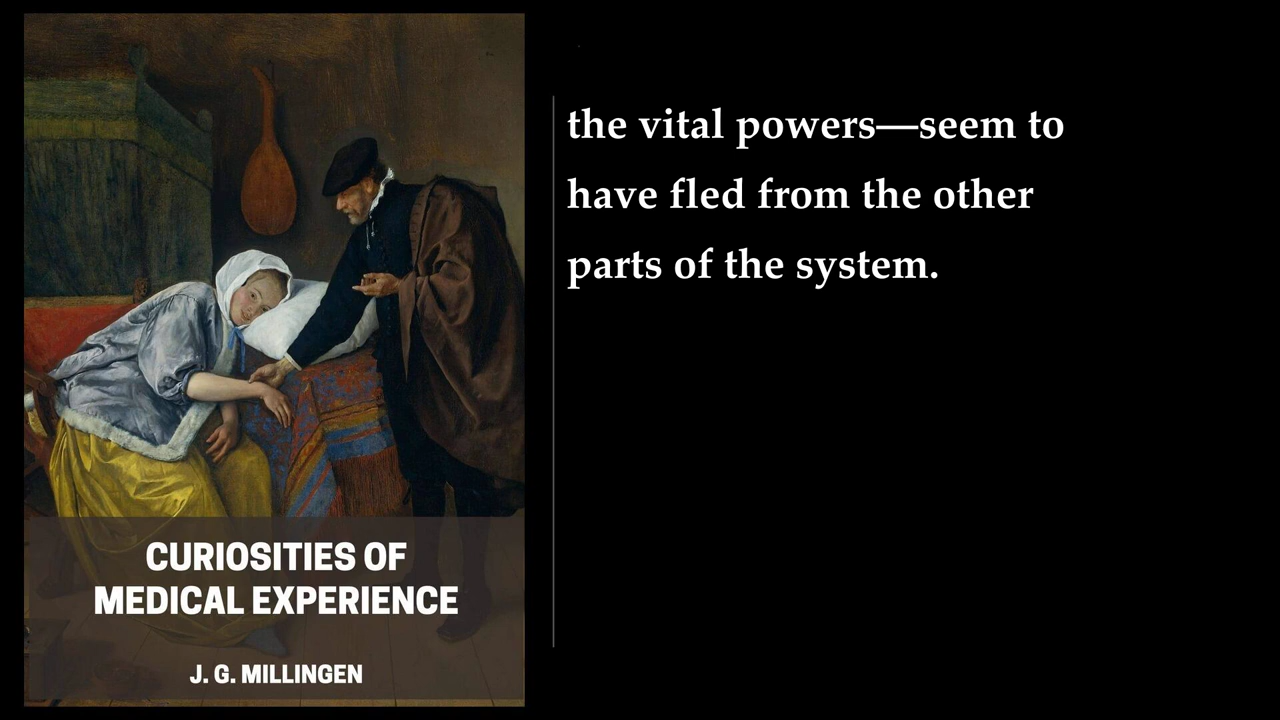 CURIOSITIES OF
MEDICAL EXPERIENCE
J. G. MILLINGEN
the vital powers—seem to
have fled from the other
parts of the system.